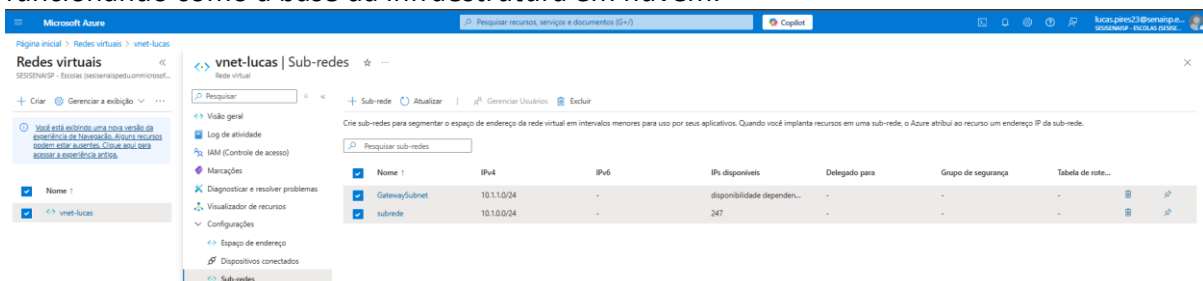 funcionando como a base da infraestrutura em nuvem.
Microsoft Azure
Pesquisar recursos, serviços e documentos (G+/)
Copilot
lucas.pires23@senaisp.e...
SESISENAISP - ESCOLAS (SESISE...
Página inicial > Redes virtuais > vnet-lucas
Redes virtuais
SESISENAISP - Escolas (sesisenaispedu.onmicrosof...
+ Criar Gerenciar a exibição ...
Você está exibindo uma nova versão da
experiência de Navegação. Alguns recursos
podem estar ausentes. Clique aqui para
acessar a experiência antiga.
Nome ↑
vnet-lucas
vnet-lucas | Sub-redes
Rede virtual
Pesquisar
Visão geral
Log de atividade
IAM (Controle de acesso)
Marcações
Diagnosticar e resolver problemas
Visualizador de recursos
Configurações
Espaço de endereço
Dispositivos conectados
Sub-redes
+ Sub-rede Atualizar | Gerenciar Usuários Excluir
Crie sub-redes para segmentar o espaço de endereço da rede virtual em intervalos menores para uso por seus aplicativos. Quando você implanta recursos em uma sub-rede, o Azure atribui ao recurso um endereço IP da sub-rede.
Pesquisar sub-redes
Nome ↑ IPv4 IPv6 IPs disponíveis Delegado para Grupo de segurança Tabela de rote...
GatewaySubnet 10.1.1.0/24 - disponibilidade dependen... - - -
subrede 10.1.0.0/24 - 247 - - -